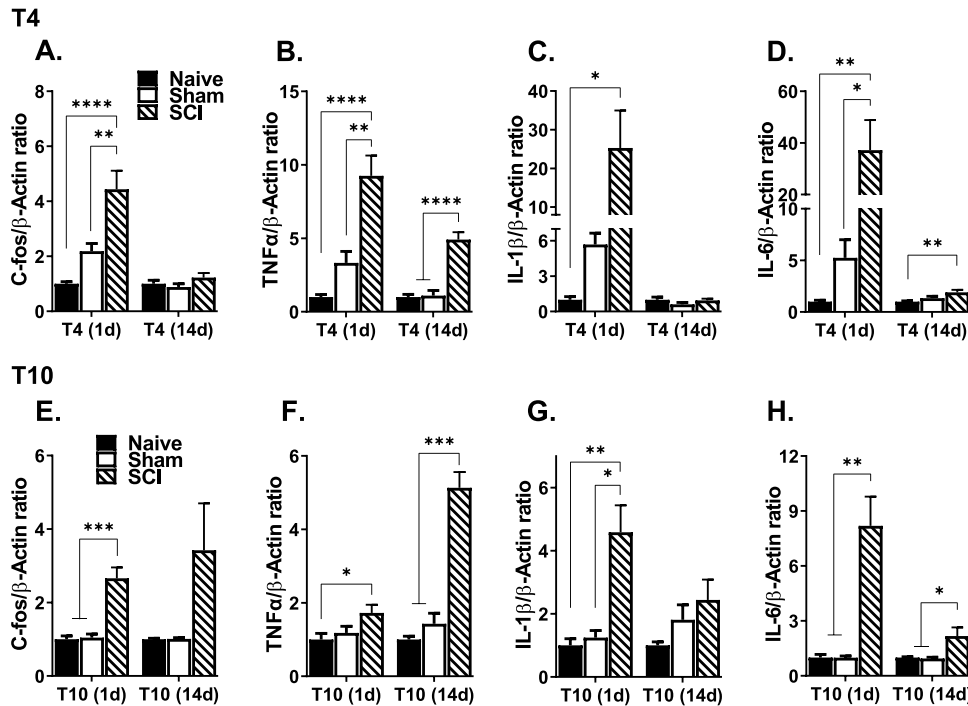 T4
A.
Naive
Sham
SCI
C-fos/β-Actin ratio
8
6
4
2
0
****
**
T4 (1d) T4 (14d)
B.
TNFα/β-Actin ratio
15
10
5
0
****
**
****
T4 (1d) T4 (14d)
C.
IL-1β/β-Actin ratio
40
30
20
6
3
0
*
T4 (1d) T4 (14d)
D.
IL-6/β-Actin ratio
60
40
20
5
0
**
*
**
T4 (1d) T4 (14d)
T10
E.
Naive
Sham
SCI
C-fos/β-Actin ratio
6
4
2
0
***
T10 (1d) T10 (14d)
F.
TNFα/β-Actin ratio
6
4
2
0
*
***
T10 (1d) T10 (14d)
G.
IL-1β/β-Actin ratio
6
4
2
0
**
*
T10 (1d) T10 (14d)
H.
IL-6/β-Actin ratio
12
9
6
3
0
**
*
T10 (1d) T10 (14d)